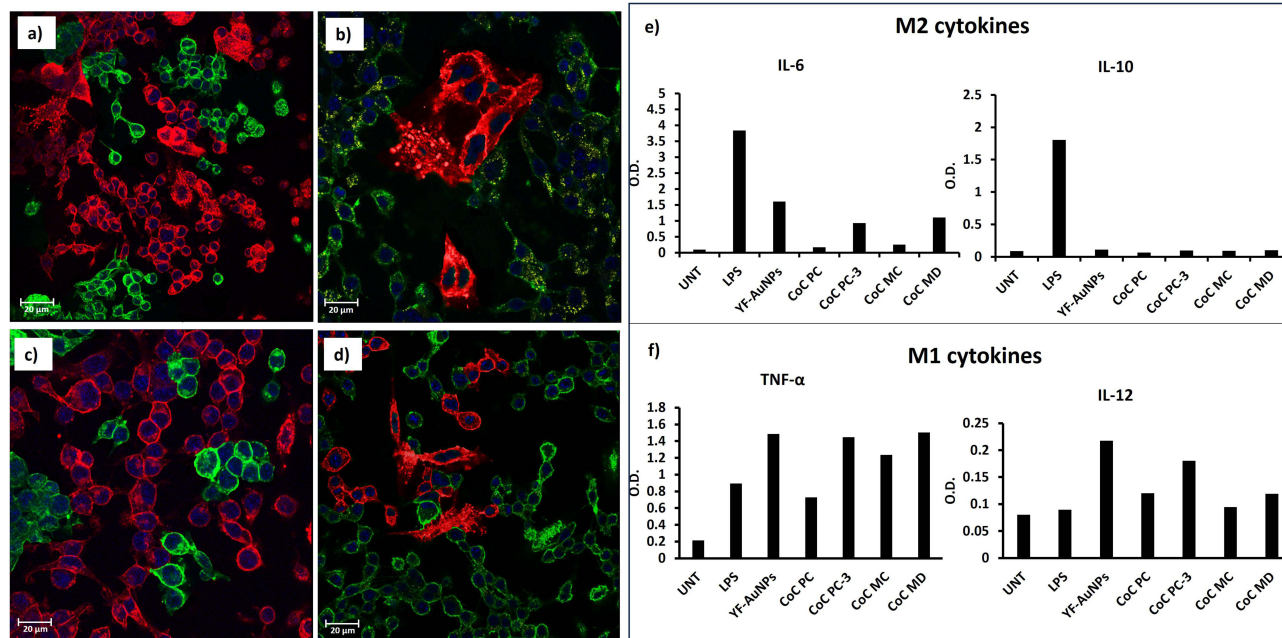 a)
20 µm
b)
20 µm
c)
20 µm
d)
20 µm
e)
M2 cytokines
IL-6
O.D.
5
4.5
4
3.5
3
2.5
2
1.5
1
0.5
0
UNT
LPS
YF-AuNPs
CoC PC
CoC PC-3
CoC MC
CoC MD
IL-10
O.D.
2.5
2
1.5
1
0.5
0
UNT
LPS
YF-AuNPs
CoC PC
CoC PC-3
CoC MC
CoC MD
f)
M1 cytokines
TNF-α
O.D.
1.8
1.6
1.4
1.2
1
0.8
0.6
0.4
0.2
0
UNT
LPS
YF-AuNPs
CoC PC
CoC PC-3
CoC MC
CoC MD
IL-12
O.D.
0.25
0.2
0.15
0.1
0.05
0
UNT
LPS
YF-AuNPs
CoC PC
CoC PC-3
CoC MC
CoC MD